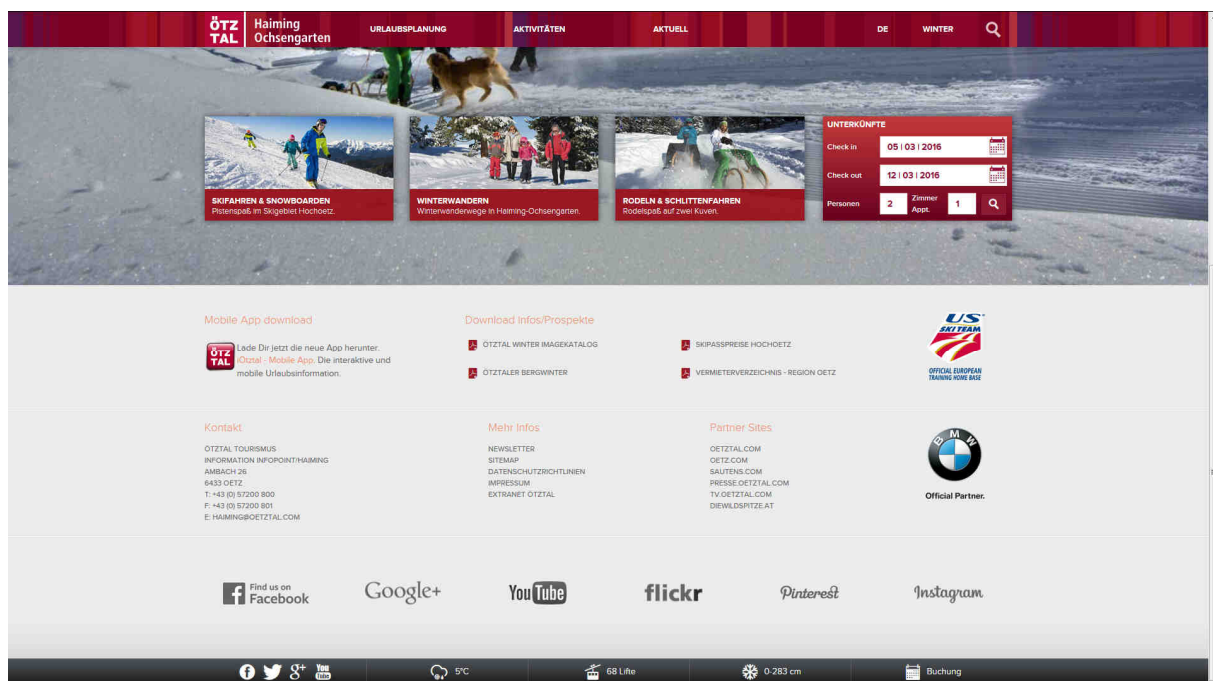 ÖTZ
TAL
Haiming
Ochsengarten
URLAUBSPLANUNG
AKTIVITÄTEN
AKTUELL
DE
WINTER
SKIFAHREN & SNOWBOARDEN
Pistenspaß im Skigebiet Hochoetz.
WINTERWANDERN
Winterwanderwege in Haiming-Ochsengarten.
RODELN & SCHLITTENFAHREN
Rodelspaß auf zwei Kuven.
UNTERKÜNFTE
Check in 05 | 03 | 2016
Check out 12 | 03 | 2016
Personen 2 Zimmer Appt. 1
Mobile App download
ÖTZ
TAL
Lade Dir jetzt die neue App herunter.
iÖtztal - Mobile App. Die interaktive und
mobile Urlaubsinformation.
Download Infos/Prospekte
ÖTZTAL WINTER IMAGEKATALOG
SKIPASSPREISE HOCHOETZ
ÖTZTALER BERGWINTER
VERMIETERVERZEICHNIS - REGION OETZ
US
SKI TEAM
OFFICIAL EUROPEAN
TRAINING HOME BASE
Kontakt
ÖTZTAL TOURISMUS
INFORMATION INFOPOINT/HAIMING
AMBACH 26
6433 OETZ
T: +43 (0) 57200 800
F: +43 (0) 57200 801
E: HAIMING@OETZTAL.COM
Mehr Infos
NEWSLETTER
SITEMAP
DATENSCHUTZRICHTLINIEN
IMPRESSUM
EXTRANET ÖTZTAL
Partner Sites
OETZTAL.COM
OETZ.COM
SAUTENS.COM
PRESSE.OETZTAL.COM
TV.OETZTAL.COM
DIEWILDSPITZE.AT
BMW
Official Partner.
Find us on
Facebook
Google+
YouTube
flickr
Pinterest
Instagram
You
Tube
5°C
68 Lifte
0-283 cm
Buchung